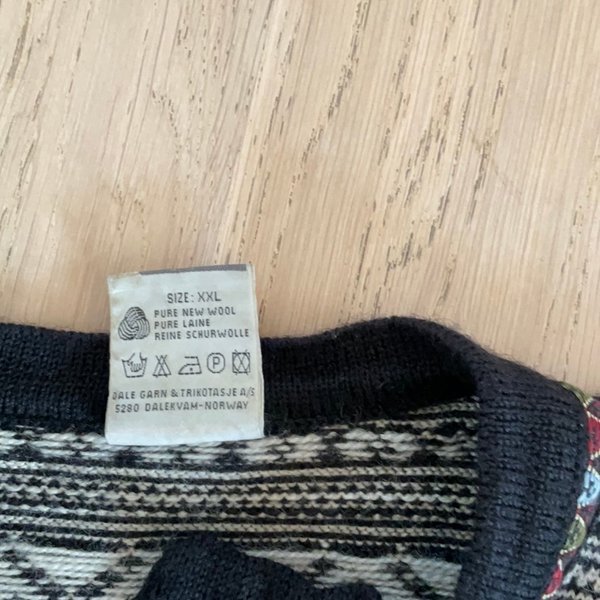 SIZE: XXL
PURE NEW WOOL
PURE LAINE
REINE SCHURWOLLE
P
DALE GARN & TRIKOTASJE A/S
5280 DALEKVAM-NORWAY